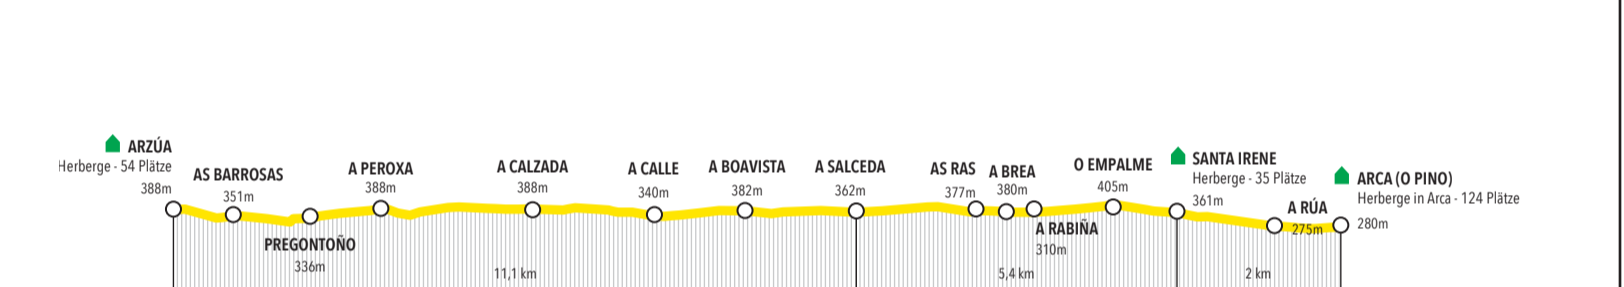 ARZÚA
Herberge - 54 Plätze
388m
AS BARROSAS
351m
PREGONTOÑO
336m
A PEROXA
388m
A CALZADA
388m
A CALLE
340m
A BOAVISTA
382m
A SALCEDA
362m
AS RAS
377m
A BREA
380m
A RABIÑA
310m
O EMPALME
405m
SANTA IRENE
Herberge - 35 Plätze
361m
A RÚA
275m
ARCA (O PINO)
Herberge in Arca - 124 Plätze
280m
11,1 km
5,4 km
2 km